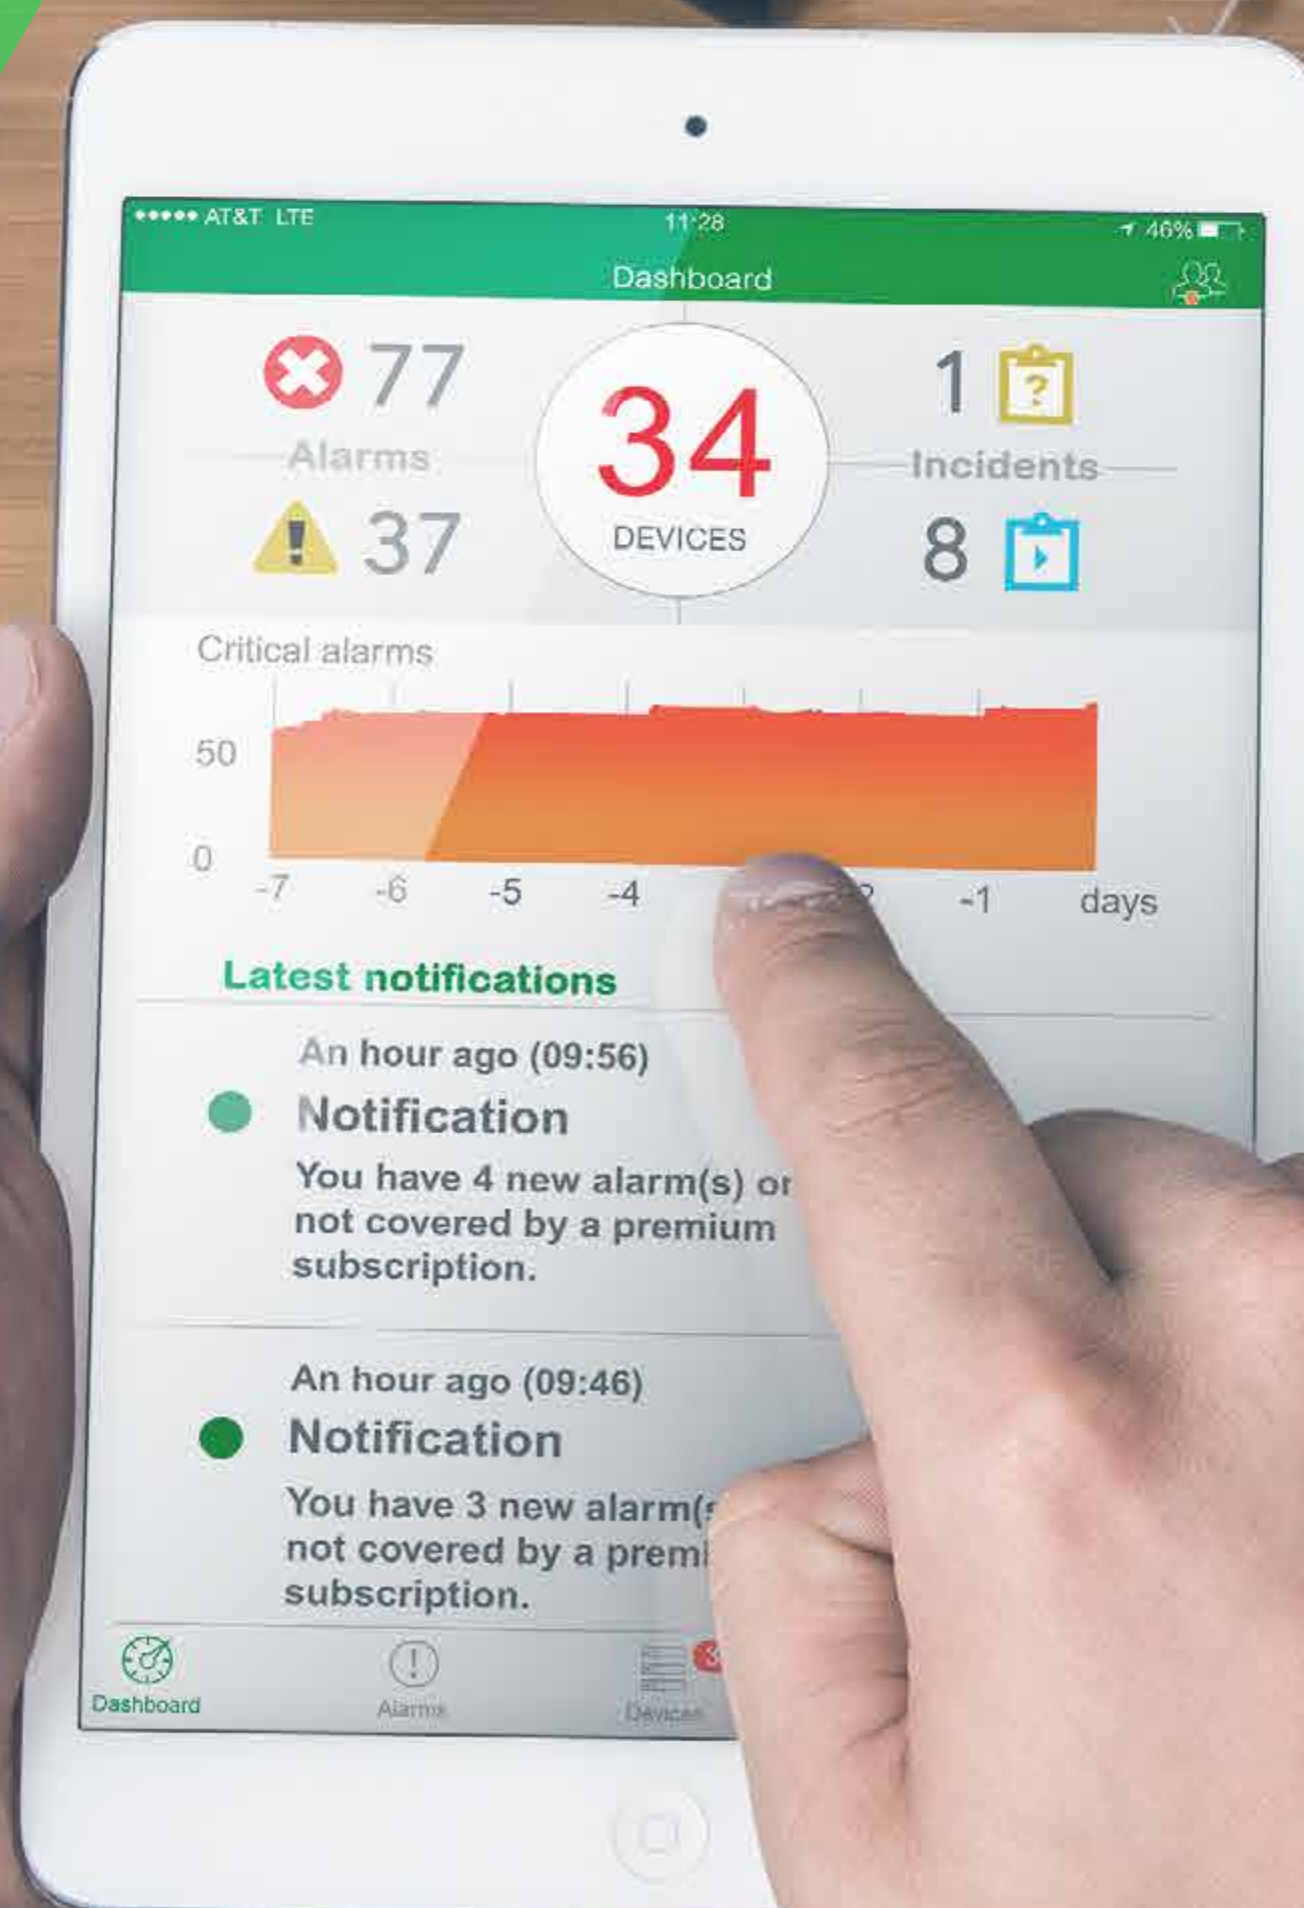 AT&T LTE
11:28
46%
Dashboard
77
Alarms
37
34
DEVICES
1
Incidents
8
Critical alarms
50
0
-7 -6 -5 -4 -1 days
Latest notifications
An hour ago (09:56)
Notification
You have 4 new alarm(s)
not covered by a premium
subscription.
An hour ago (09:46)
Notification
You have 3 new
not covered by a
subscription.
Dashboard
Alarms
Devices